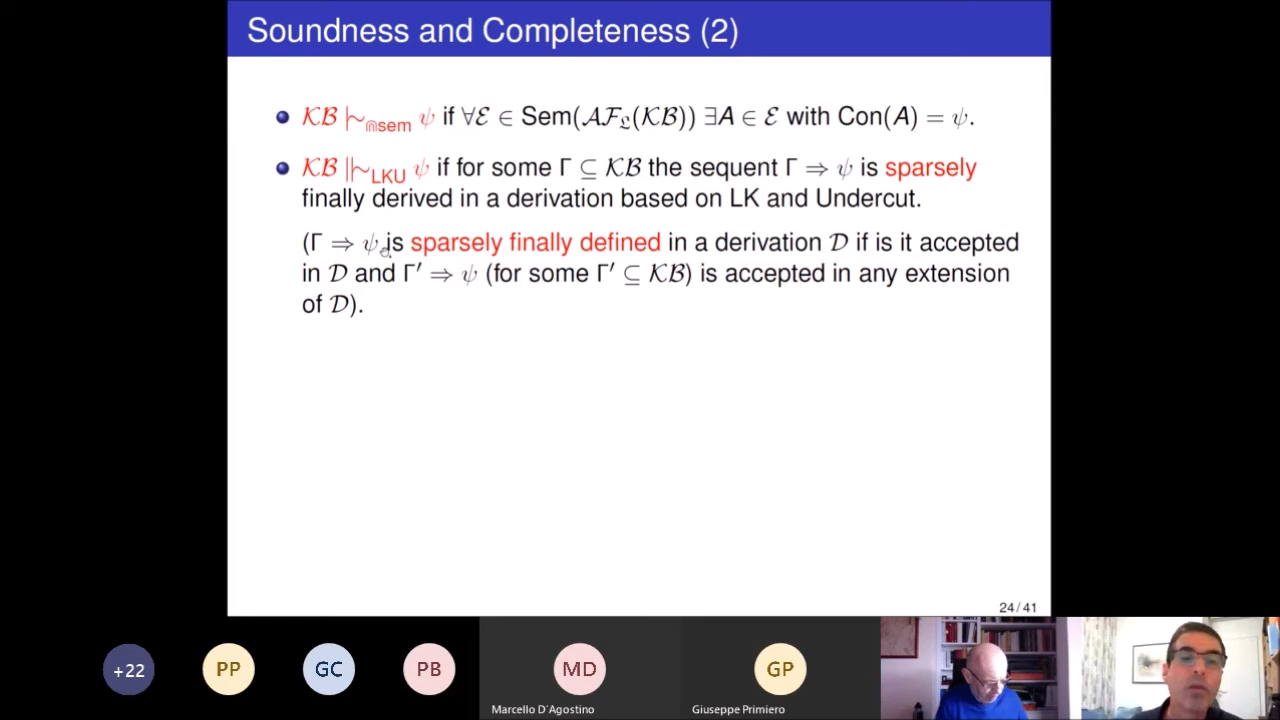 Soundness and Completeness (2)
𝒦ℬ |∼⋒sem ψ if ∀ℰ ∈ Sem(𝒜ℱ𝔏(𝒦ℬ)) ∃A ∈ ℰ with Con(A) = ψ.
𝒦ℬ ||∼LKU ψ if for some Γ ⊆ 𝒦ℬ the sequent Γ ⇒ ψ is sparsely
finally derived in a derivation based on LK and Undercut.
(Γ ⇒ ψ is sparsely finally defined in a derivation 𝒟 if is it accepted
in 𝒟 and Γ′ ⇒ ψ (for some Γ′ ⊆ 𝒦ℬ) is accepted in any extension
of 𝒟).
24/41
+22
PP
GC
PB
MD
GP
Marcello D'Agostino
Giuseppe Primiero